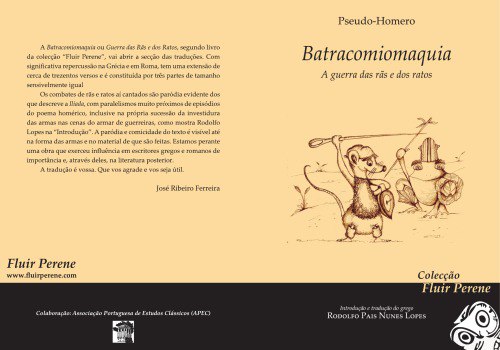 A Batracomiomaquia ou Guerra das Rãs e dos Ratos, segundo livro
da colecção "Fluir Perene", vai abrir a secção das traduções. Com
significativa repercussão na Grécia e em Roma, tem uma extensão de
cerca de trezentos versos e é constituída por três partes de tamanho
sensivelmente igual
Os combates de rãs e ratos aí cantados são paródia evidente dos
que descreve a Ilíada, com paralelismos muito próximos de episódios
do poema homérico, inclusive na própria sucessão da investidura
das armas nas cenas do armar de guerreiras, como mostra Rodolfo
Lopes na "Introdução". A paródia e comicidade do texto é visível até
na forma das armas e no material de que são feitas. Estamos perante
uma obra que exerceu influência em escritores gregos e romanos de
importância e, através deles, na literatura posterior.
A tradução é vossa. Que vos agrade e vos seja útil.
José Ribeiro Ferreira
Fluir Perene
www.fluirperene.com
Colaboração: Associação Portuguesa de Estudos Clássicos (APEC)
Pseudo-Homero
Batracomiomaquia
A guerra das rãs e dos ratos
Colecção
Fluir Perene
Introdução e tradução do grego
Rodolfo Pais Nunes Lopes